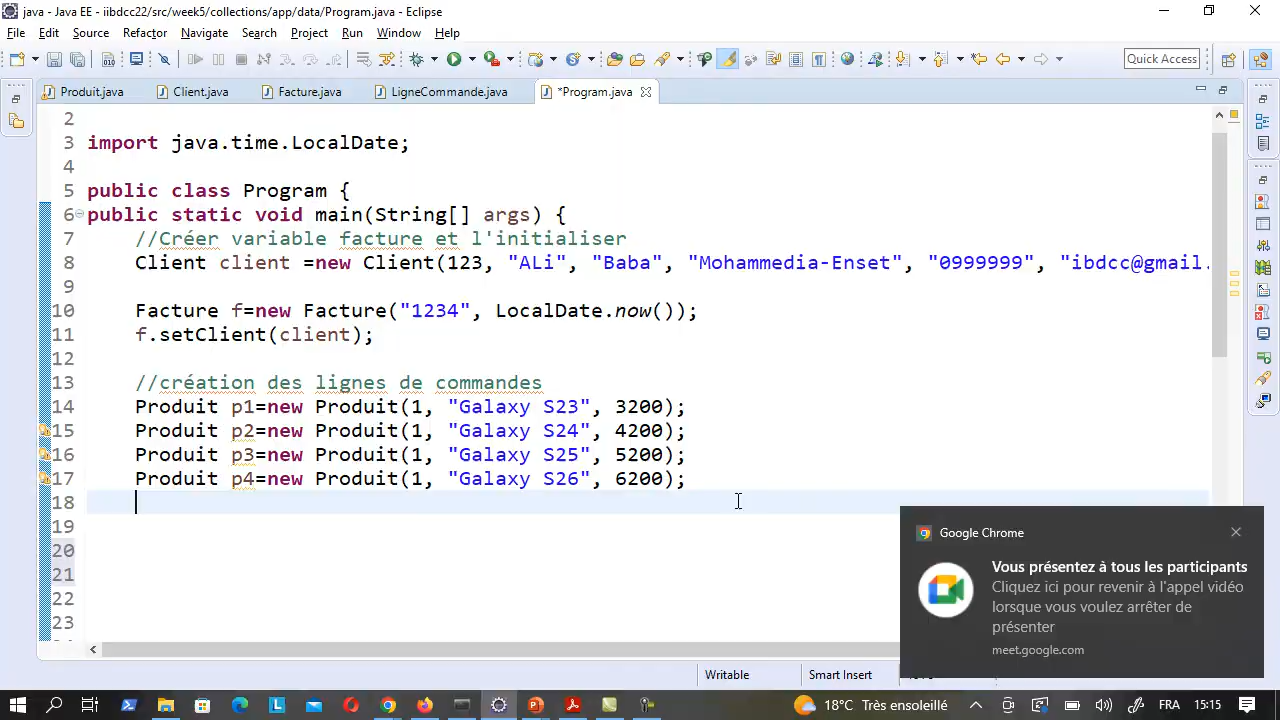 java - Java EE - iibdcc22/src/week5/collections/app/data/Program.java - Eclipse
File Edit Source Refactor Navigate Search Project Run Window Help
Quick Access
Produit.java Client.java Facture.java LigneCommande.java *Program.java
2
3 import java.time.LocalDate;
4
5 public class Program {
6 public static void main(String[] args) {
7 //Créer variable facture et l'initialiser
8 Client client =new Client(123, "ALi", "Baba", "Mohammedia-Enset", "0999999", "ibdcc@gmail.
9
10 Facture f=new Facture("1234", LocalDate.now());
11 f.setClient(client);
12
13 //création des lignes de commandes
14 Produit p1=new Produit(1, "Galaxy S23", 3200);
15 Produit p2=new Produit(1, "Galaxy S24", 4200);
16 Produit p3=new Produit(1, "Galaxy S25", 5200);
17 Produit p4=new Produit(1, "Galaxy S26", 6200);
18
19
20
21
22
23
Google Chrome
Vous présentez à tous les participants
Cliquez ici pour revenir à l'appel vidéo
lorsque vous voulez arrêter de
présenter
meet.google.com
Writable Smart Insert
18°C Très ensoleillé FRA 15:15